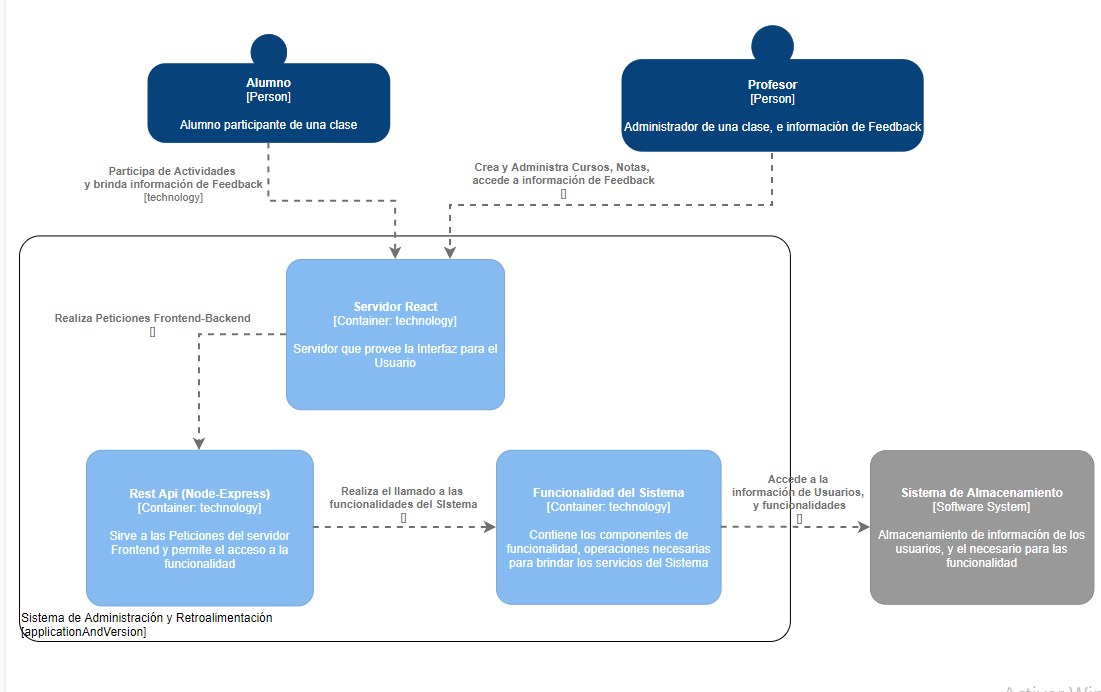 Alumno
[Person]
Alumno participante de una clase
Profesor
[Person]
Administrador de una clase, e información de Feedback
Participa de Actividades
y brinda información de Feedback
[technology]
Crea y Administra Cursos, Notas,
accede a información de Feedback
[]
Servidor React
[Container: technology]
Servidor que provee la Interfaz para el
Usuario
Realiza Peticiones Frontend-Backend
[]
Rest Api (Node-Express)
[Container: technology]
Sirve a las Peticiones del servidor
Frontend y permite el acceso a la
funcionalidad
Realiza el llamado a las
funcionalidades del SIstema
[]
Funcionalidad del Sistema
[Container: technology]
Contiene los componentes de
funcionalidad, operaciones necesarias
para brindar los servicios del Sistema
Accede a la
información de Usuarios,
y funcionalidades
[]
Sistema de Almacenamiento
[Software System]
Almacenamiento de información de los
usuarios, y el necesario para las
funcionalidad
Sistema de Administración y Retroalimentación
[applicationAndVersion]